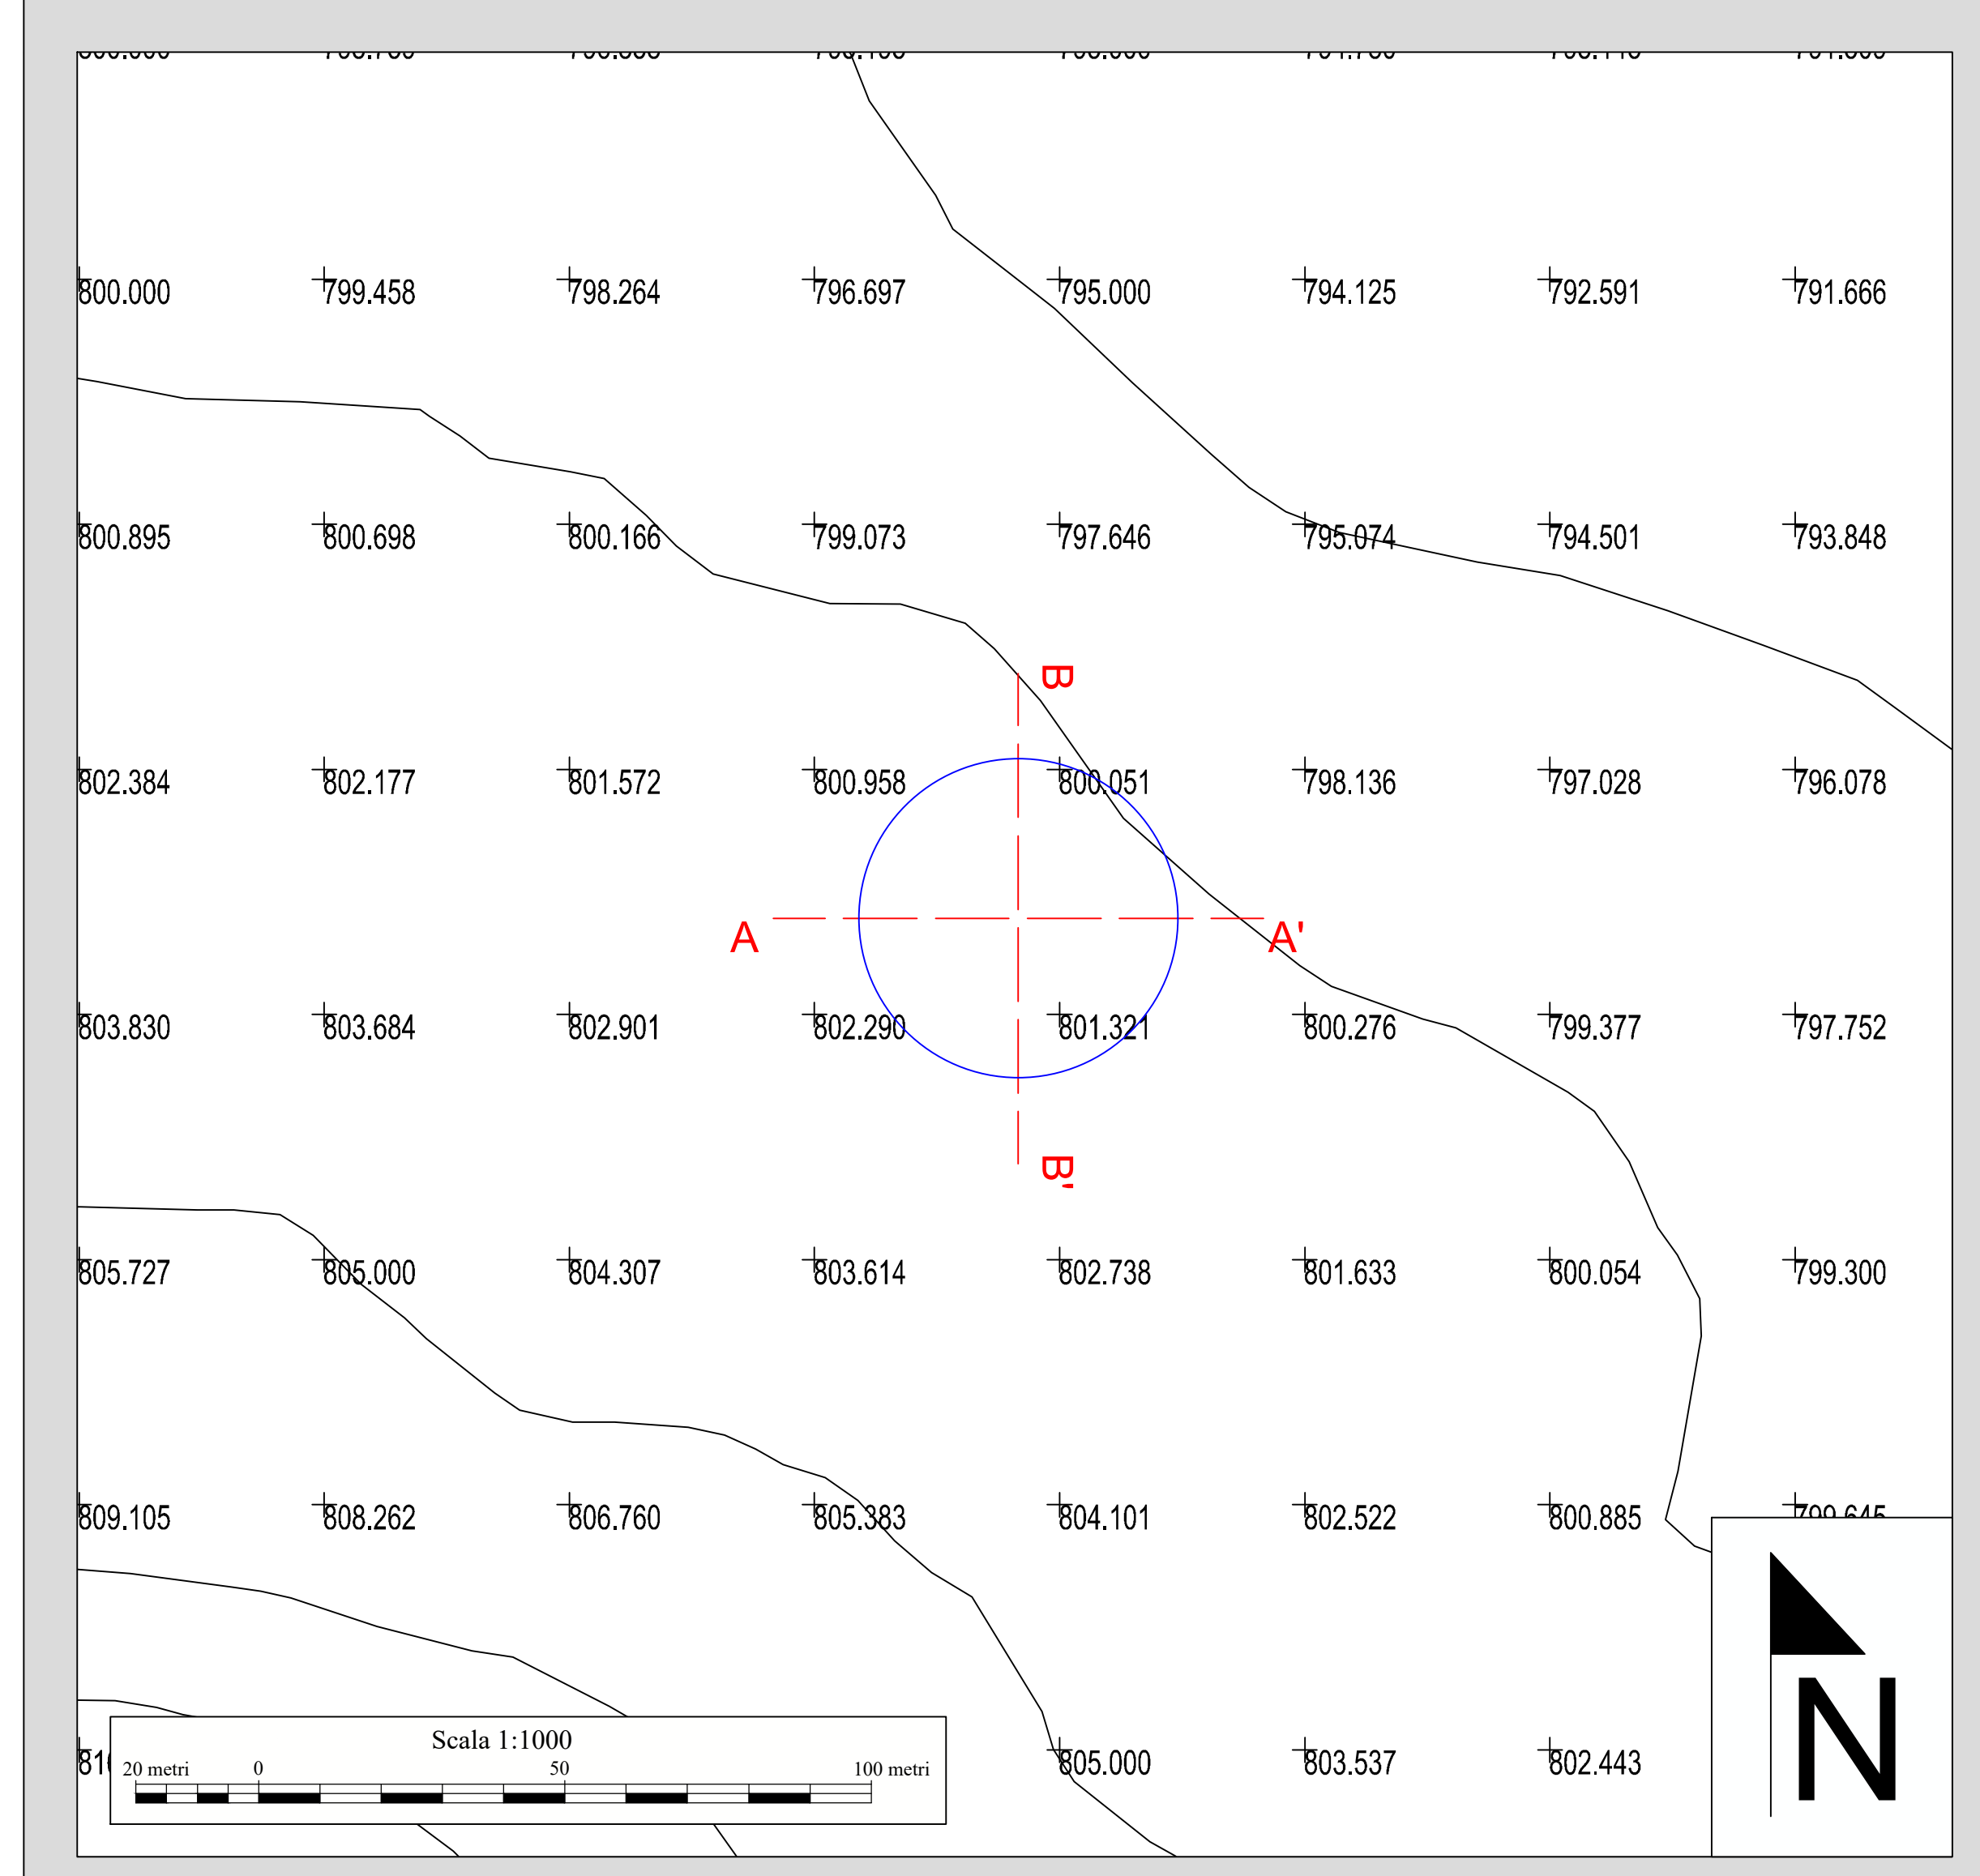 800.000 799.458 798.264 796.697 795.000 794.125 792.591 791.666
800.895 800.698 800.166 799.073 797.646 795.074 794.501 793.848
B
802.384 802.177 801.572 800.958 800.051 798.136 797.028 796.078
A A'
803.830 803.684 802.901 802.290 801.321 800.276 799.377 797.752
B'
805.727 805.000 804.307 803.614 802.738 801.633 800.054 799.300
809.105 808.262 806.760 805.383 804.101 802.522 800.885 799.645
N
Scala 1:1000
20 metri 0 50 100 metri
805.000 803.537 802.443